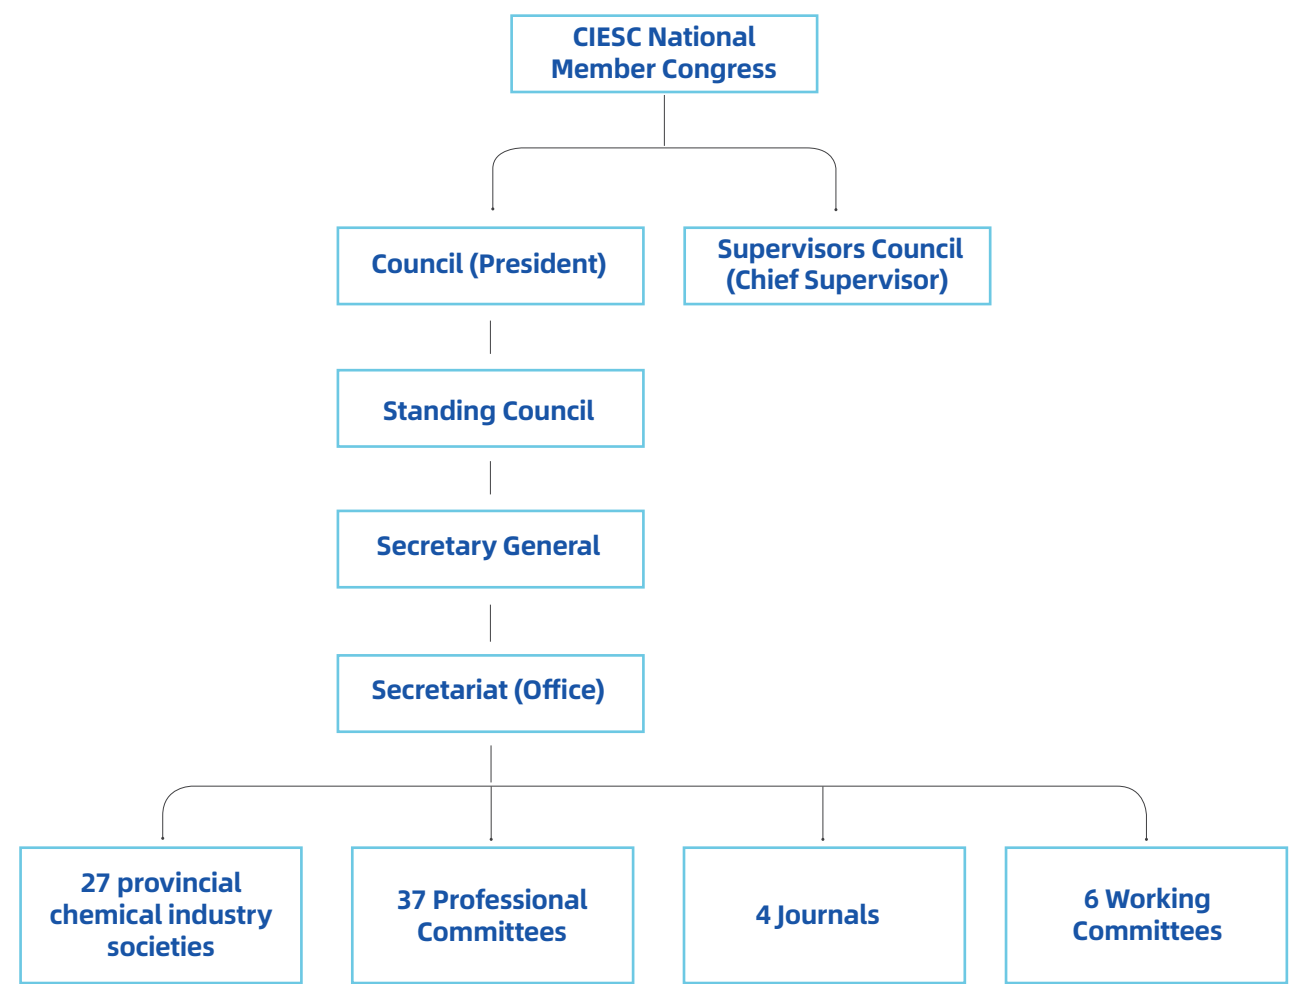 CIESC National
Member Congress
Council (President)
Supervisors Council
(Chief Supervisor)
Standing Council
Secretary General
Secretariat (Office)
27 provincial
chemical industry
societies
37 Professional
Committees
4 Journals
6 Working
Committees